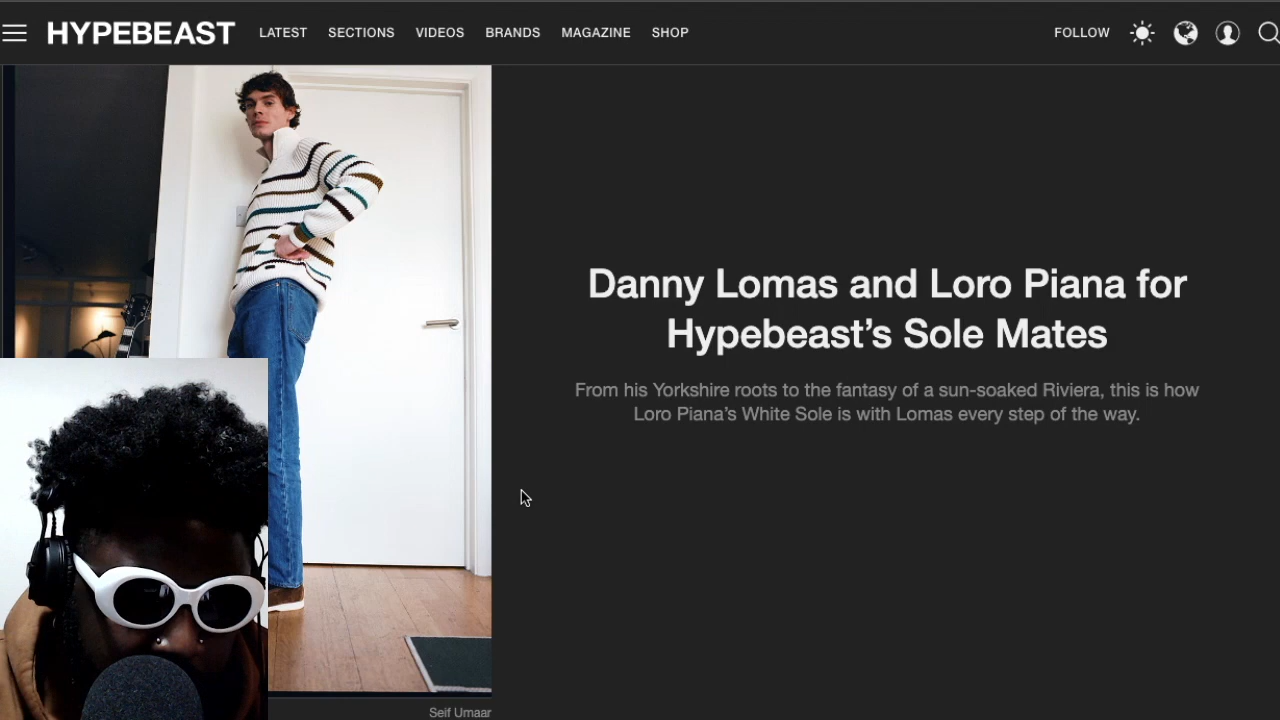 HYPEBEAST
LATEST SECTIONS VIDEOS BRANDS MAGAZINE SHOP
FOLLOW
Danny Lomas and Loro Piana for
Hypebeast’s Sole Mates
From his Yorkshire roots to the fantasy of a sun-soaked Riviera, this is how
Loro Piana’s White Sole is with Lomas every step of the way.
Seif Umaar